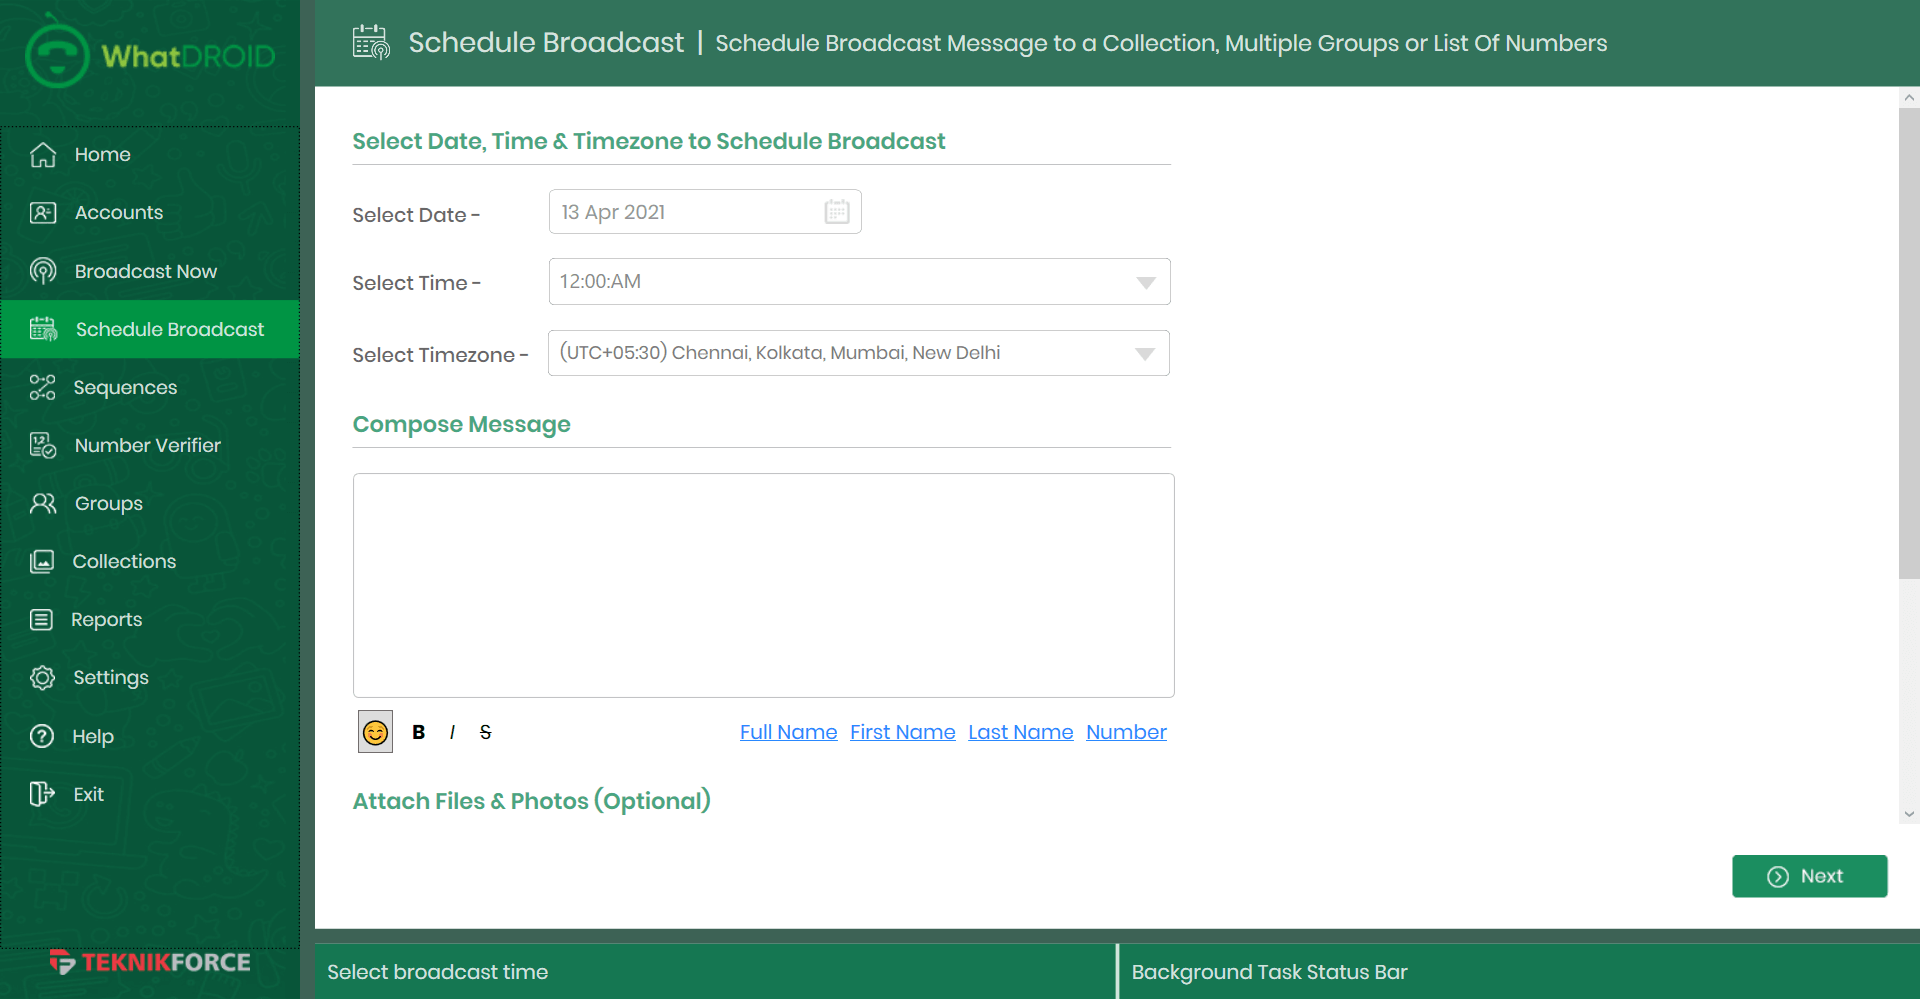 WhatDROID
Home
Accounts
Broadcast Now
Schedule Broadcast
Sequences
Number Verifier
Groups
Collections
Reports
Settings
Help
Exit
TEKNIKFORCE
Schedule Broadcast | Schedule Broadcast Message to a Collection, Multiple Groups or List Of Numbers
Select Date, Time & Timezone to Schedule Broadcast
Select Date - 13 Apr 2021
Select Time - 12:00:AM
Select Timezone - (UTC+05:30) Chennai, Kolkata, Mumbai, New Delhi
Compose Message
B I S Full Name First Name Last Name Number
Attach Files & Photos (Optional)
Next
Select broadcast time
Background Task Status Bar